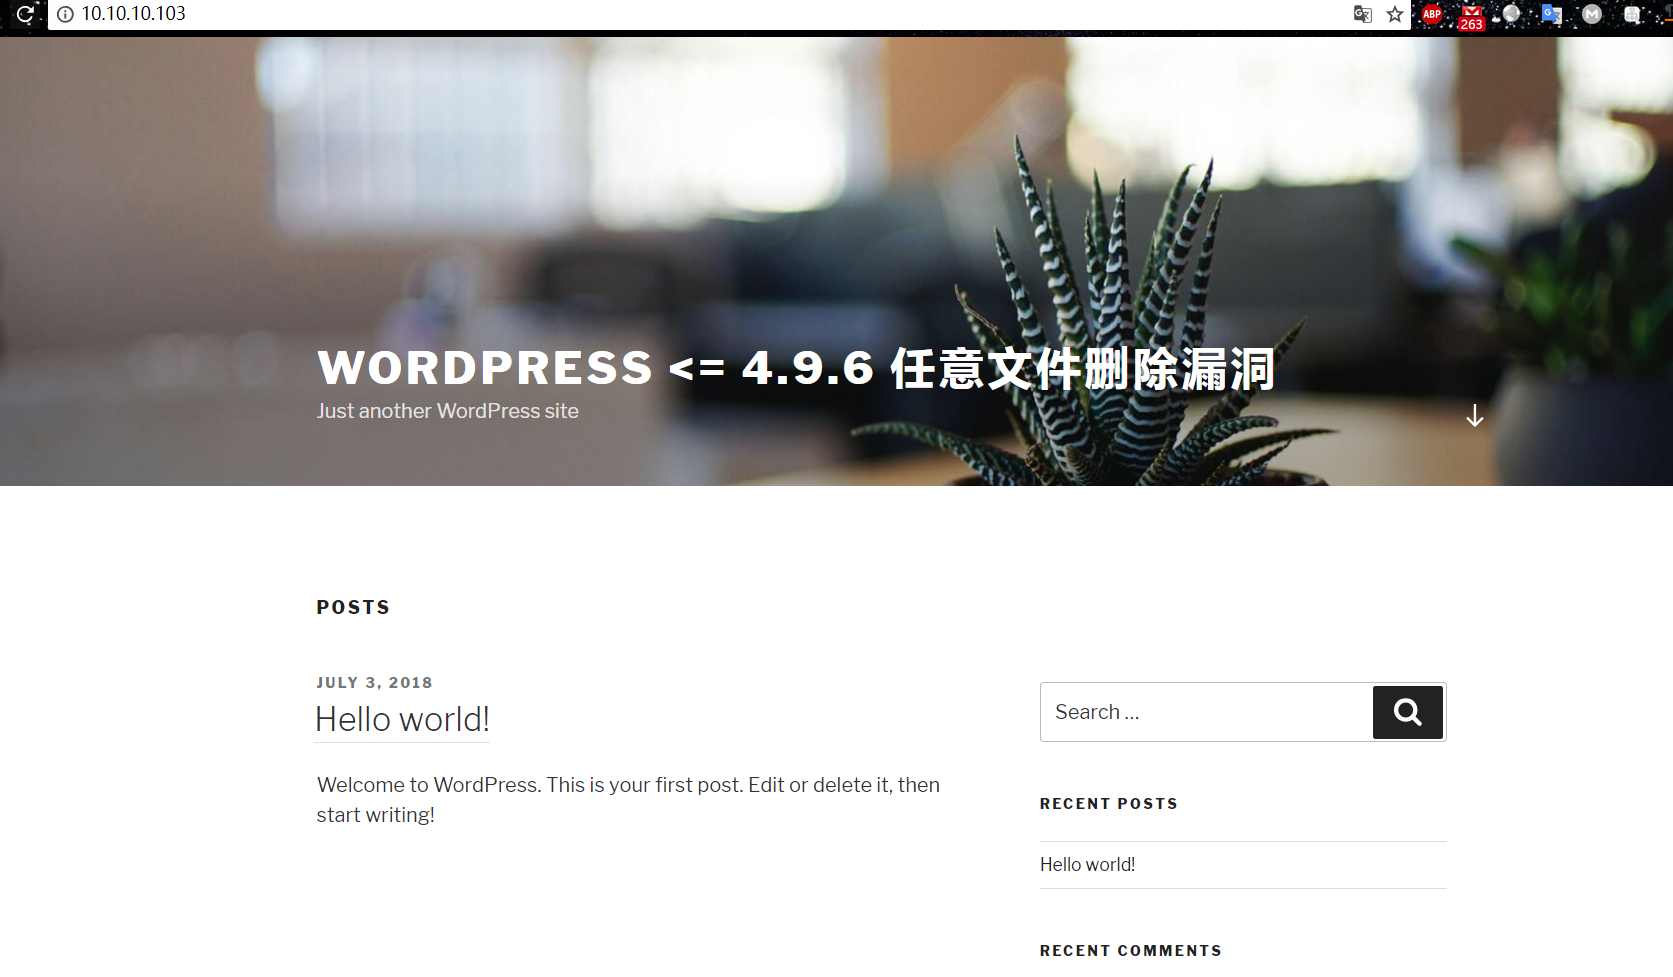 10.10.10.103
ABP
263
WORDPRESS <= 4.9.6 任意文件删除漏洞
Just another WordPress site
POSTS
JULY 3, 2018
Hello world!
Welcome to WordPress. This is your first post. Edit or delete it, then
start writing!
Search …
RECENT POSTS
Hello world!
RECENT COMMENTS